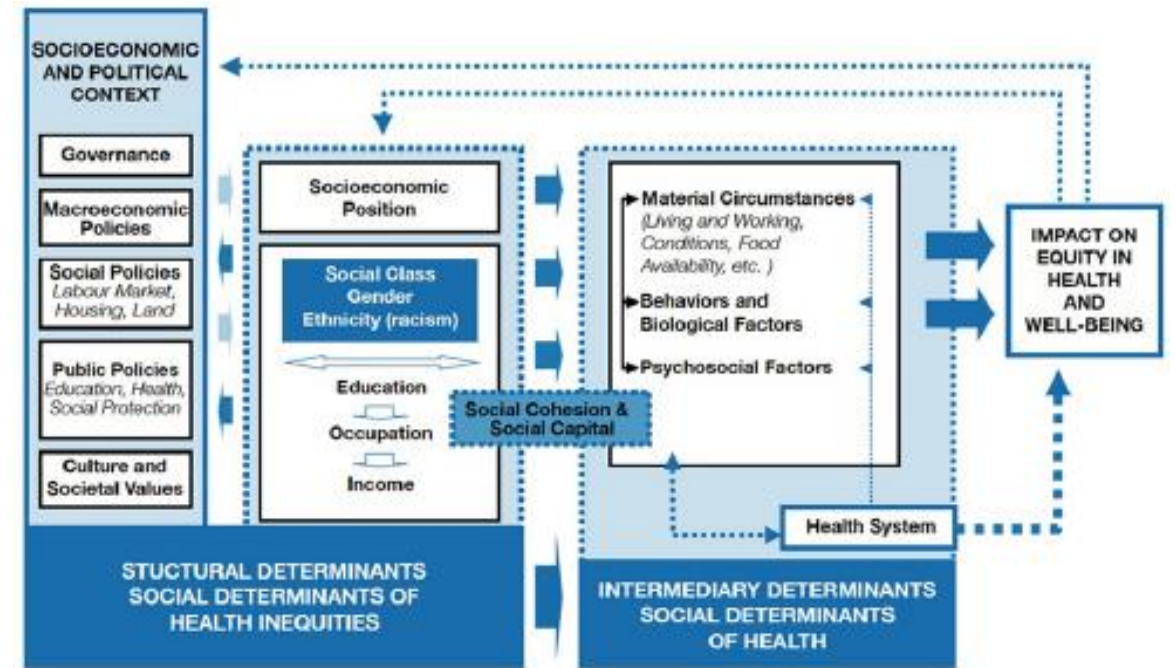 SOCIOECONOMIC
AND POLITICAL
CONTEXT
Governance
Macroeconomic
Policies
Social Policies
Labour Market,
Housing, Land
Public Policies
Education, Health,
Social Protection
Culture and
Societal Values
Socioeconomic
Position
Social Class
Gender
Ethnicity (racism)
Education
Occupation
Income
Social Cohesion &
Social Capital
Material Circumstances
(Living and Working,
Conditions, Food
Availability, etc. )
Behaviors and
Biological Factors
Psychosocial Factors
Health System
IMPACT ON
EQUITY IN
HEALTH
AND
WELL-BEING
STUCTURAL DETERMINANTS
SOCIAL DETERMINANTS OF
HEALTH INEQUITIES
INTERMEDIARY DETERMINANTS
SOCIAL DETERMINANTS
OF HEALTH